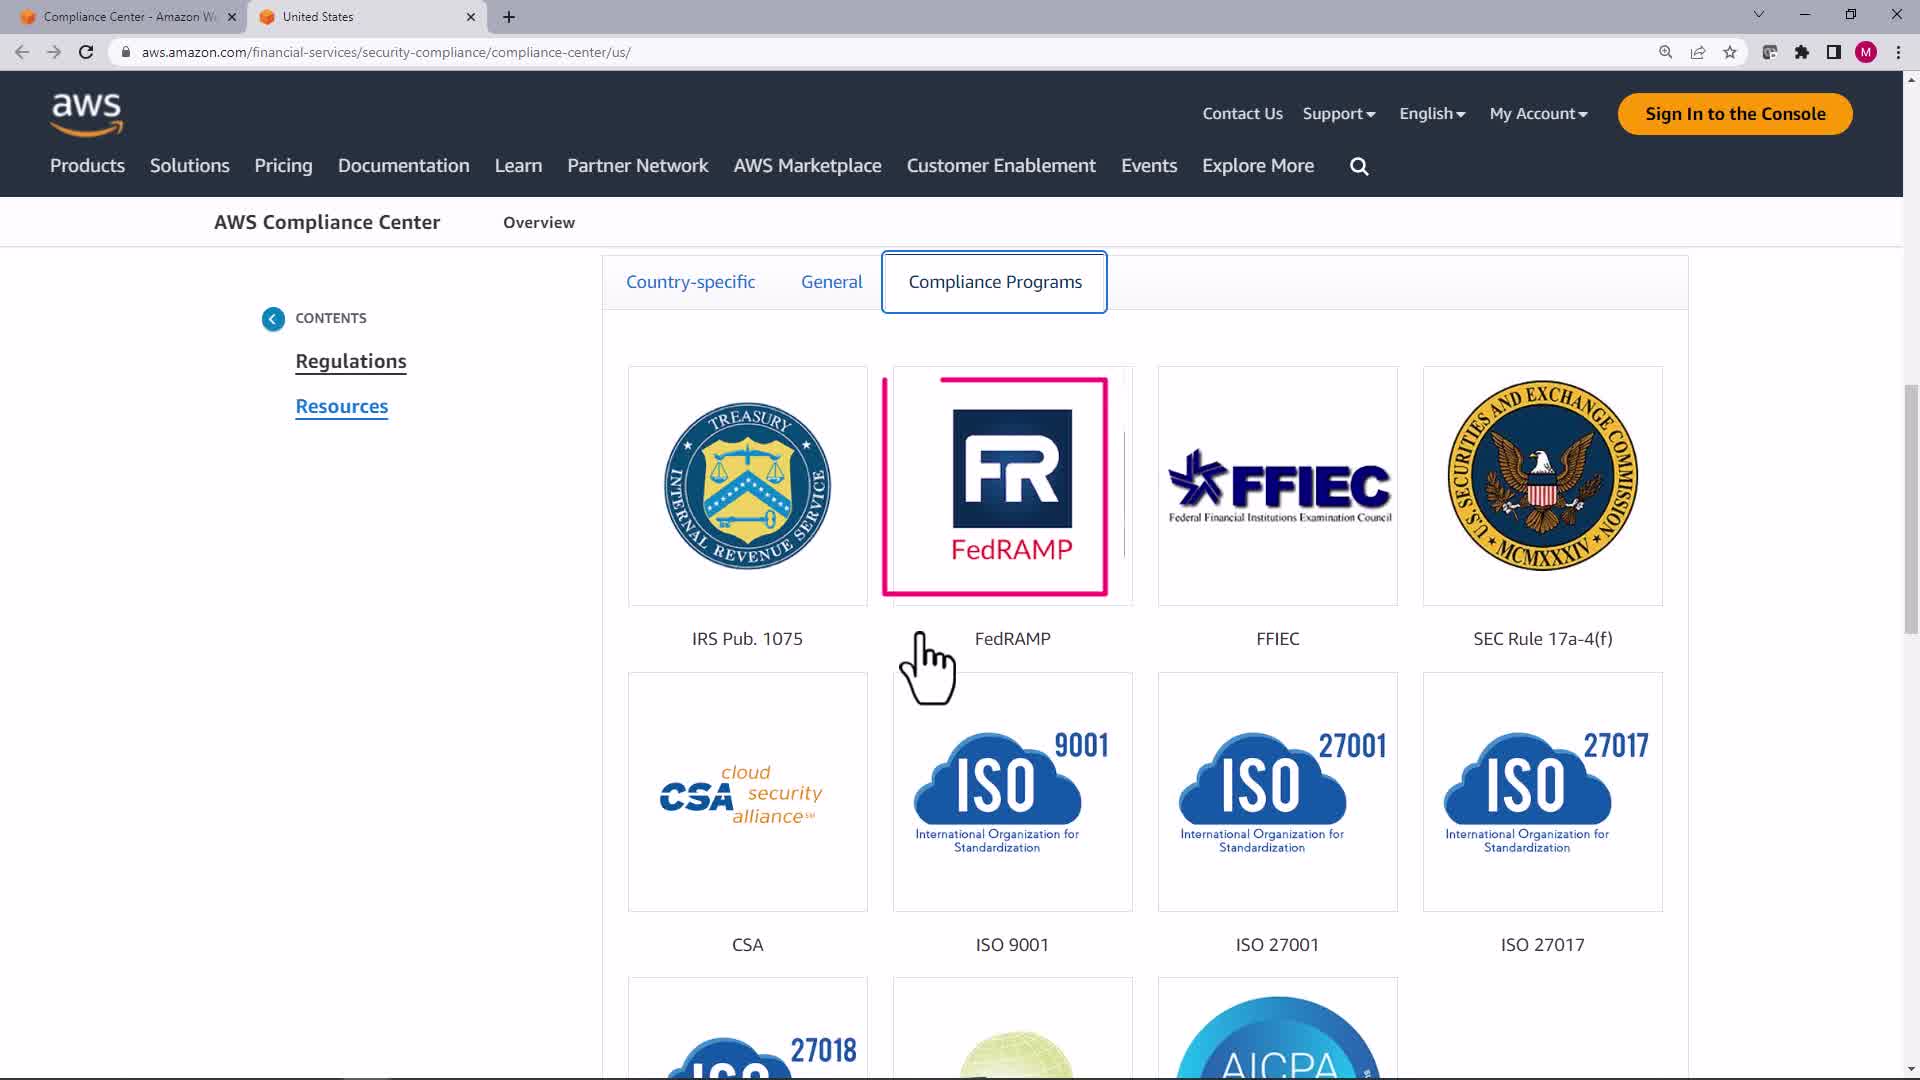 Compliance Center - Amazon W
United States
aws.amazon.com/financial-services/security-compliance/compliance-center/us/
M
aws
Contact Us Support English My Account Sign In to the Console
Products Solutions Pricing Documentation Learn Partner Network AWS Marketplace Customer Enablement Events Explore More
AWS Compliance Center Overview
Country-specific General Compliance Programs
CONTENTS
Regulations
Resources
TREASURY
INTERNAL REVENUE SERVICE
FR
FedRAMP
FFIEC
Federal Financial Institutions Examination Council
U.S. SECURITIES AND EXCHANGE COMMISSION
MCMXXXIV
IRS Pub. 1075
FedRAMP
FFIEC
SEC Rule 17a-4(f)
CSA cloud security alliance℠
ISO 9001
International Organization for
Standardization
ISO 27001
International Organization for
Standardization
ISO 27017
International Organization for
Standardization
CSA
ISO 9001
ISO 27001
ISO 27017
ISO 27018
AICPA